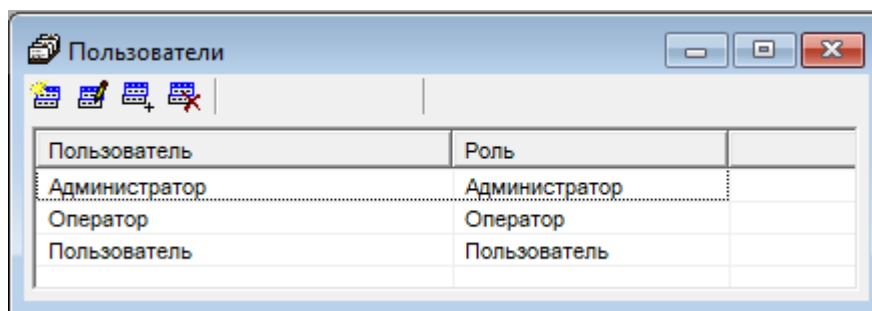 Пользователи
Пользователь Роль
Администратор Администратор
Оператор Оператор
Пользователь Пользователь